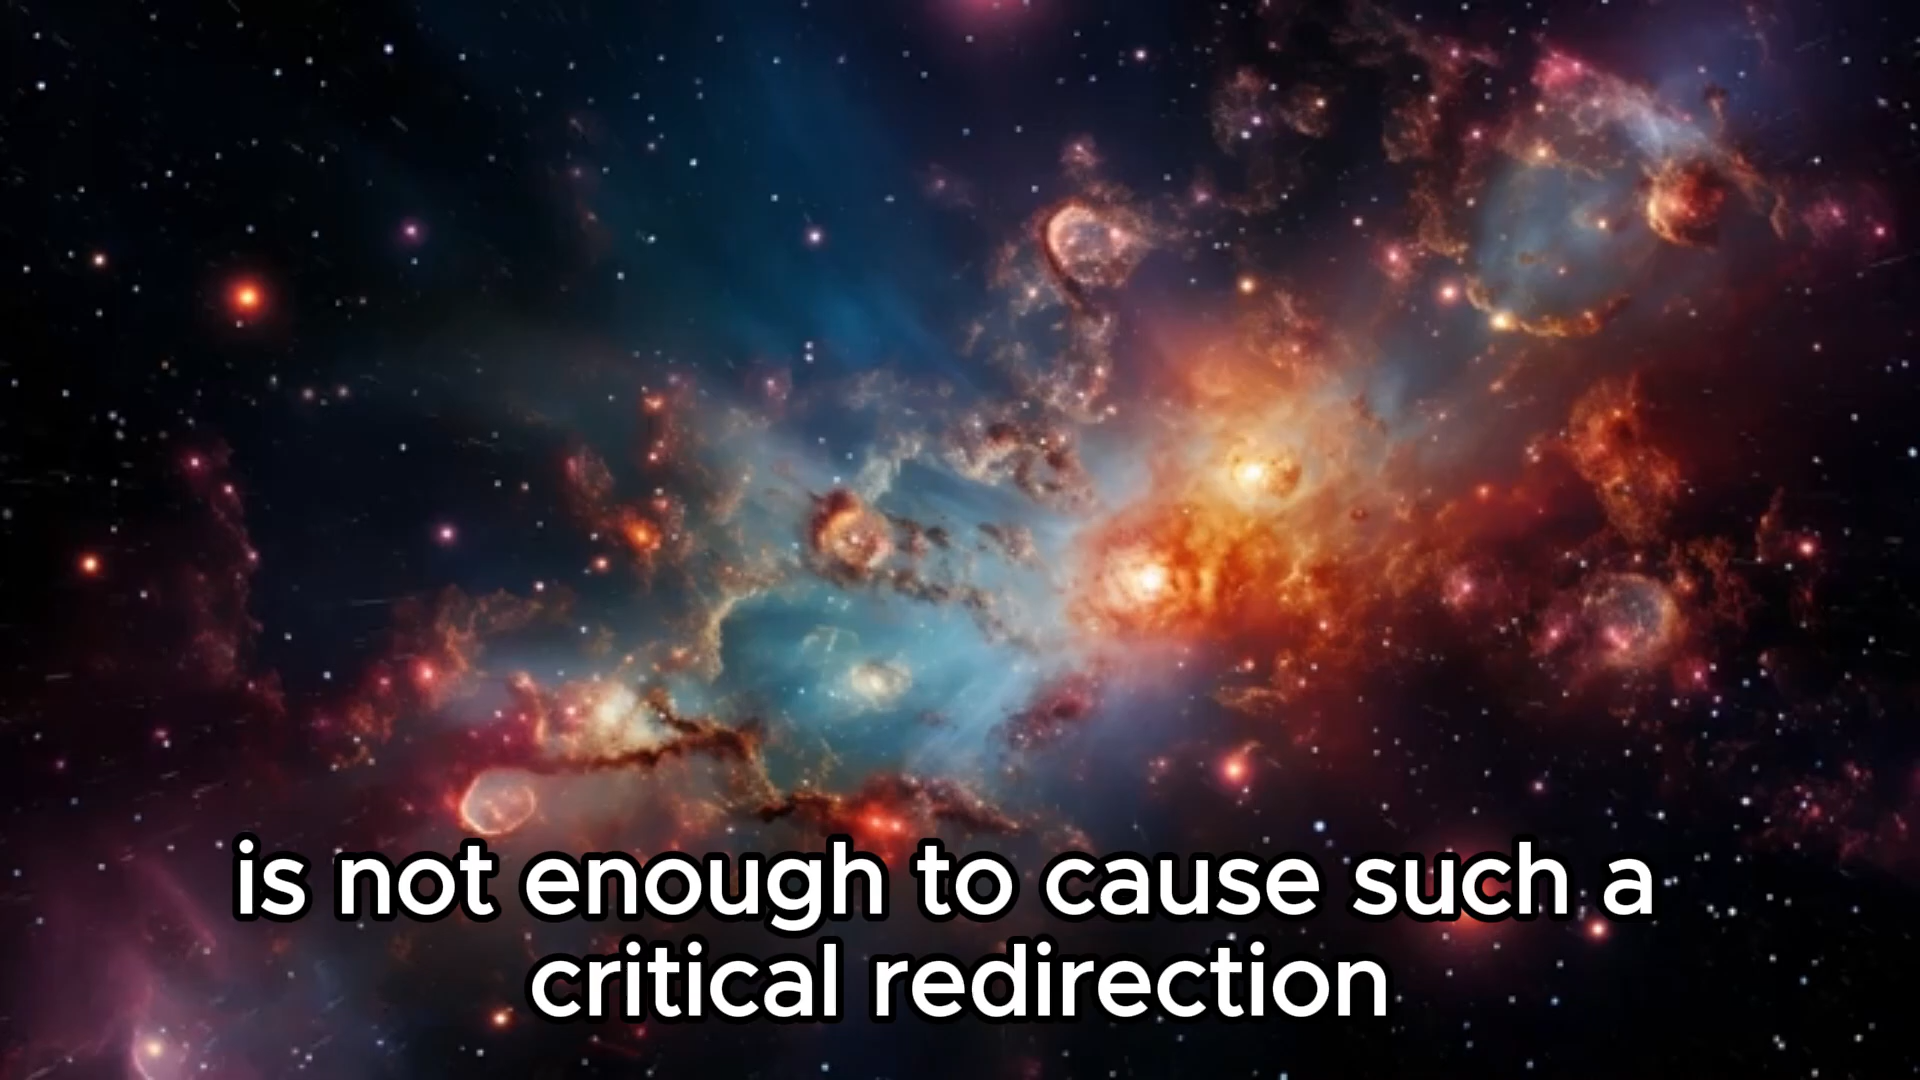 is not enough to cause such a
critical redirection